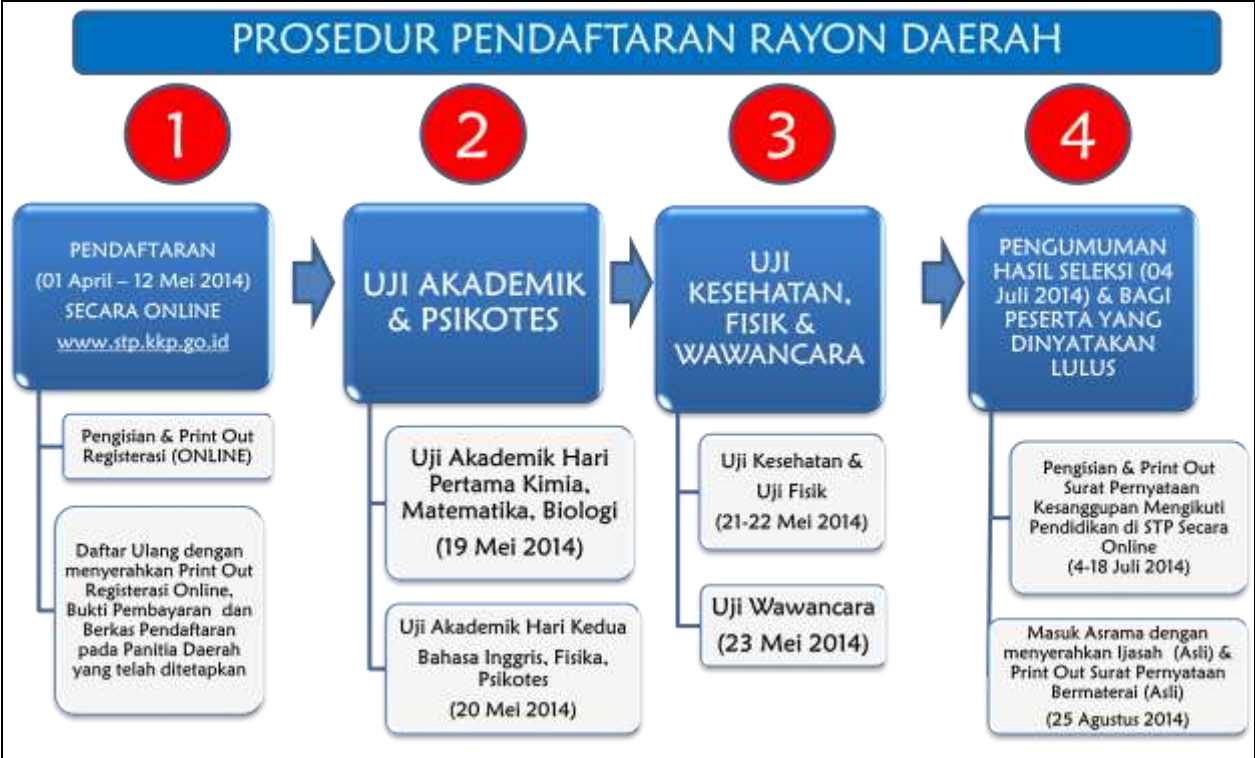 PROSEDUR PENDAFTARAN RAYON DAERAH
1
2
3
4
PENDAFTARAN
(01 April – 12 Mei 2014)
SECARA ONLINE
www.stp.kkp.go.id
Pengisian & Print Out
Registerasi (ONLINE)
Daftar Ulang dengan
menyerahkan Print Out
Registerasi Online,
Bukti Pembayaran dan
Berkas Pendaftaran
pada Panitia Daerah
yang telah ditetapkan
UJI AKADEMIK
& PSIKOTES
Uji Akademik Hari
Pertama Kimia,
Matematika, Biologi
(19 Mei 2014)
Uji Akademik Hari Kedua
Bahasa Inggris, Fisika,
Psikotes
(20 Mei 2014)
UJI
KESEHATAN,
FISIK &
WAWANCARA
Uji Kesehatan &
Uji Fisik
(21-22 Mei 2014)
Uji Wawancara
(23 Mei 2014)
PENGUMUMAN
HASIL SELEKSI (04
Juli 2014) & BAGI
PESERTA YANG
DINYATAKAN
LULUS
Pengisian & Print Out
Surat Pernyataan
Kesanggupan Mengikuti
Pendidikan di STP Secara
Online
(4-18 Juli 2014)
Masuk Asrama dengan
menyerahkan Ijasah (Asli) &
Print Out Surat Pernyataan
Bermaterai (Asli)
(25 Agustus 2014)